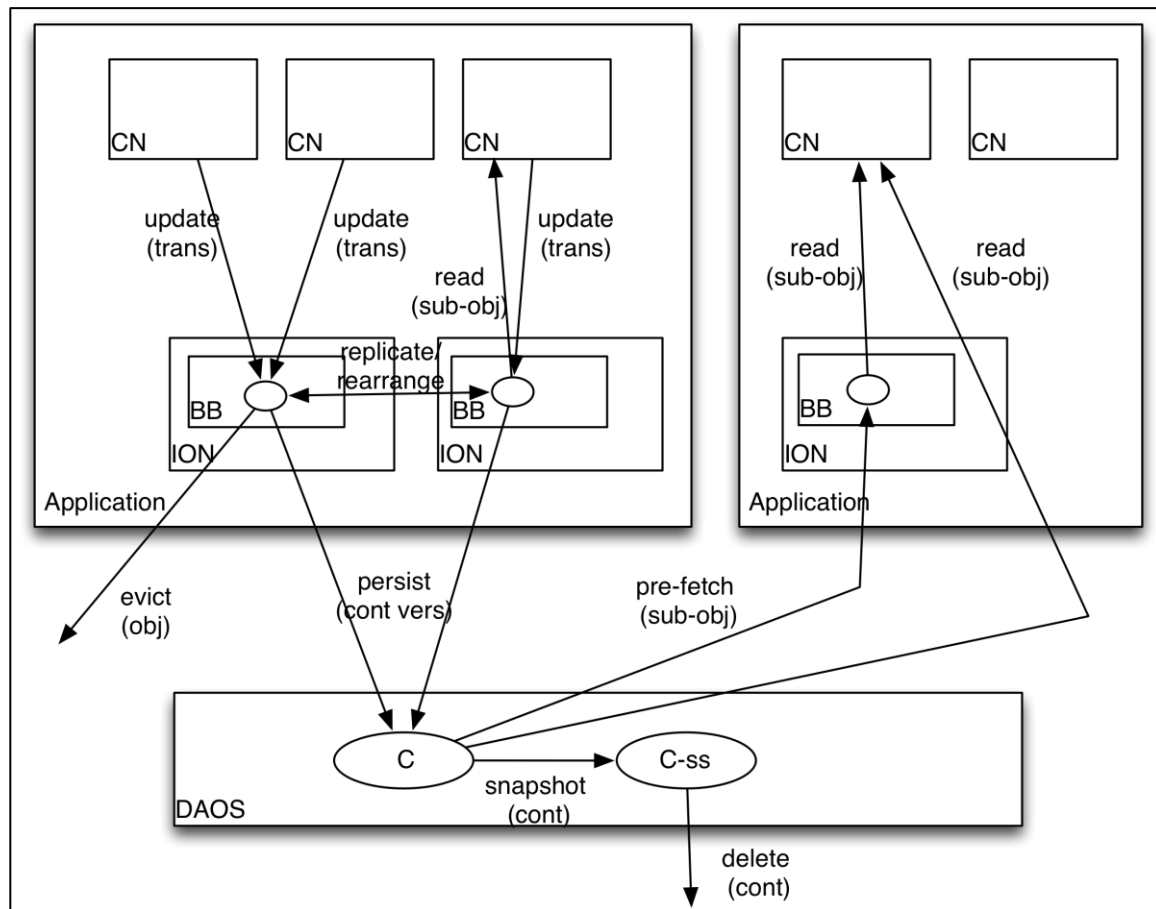 CN
CN
CN
CN
CN
update
(trans)
update
(trans)
read
(sub-obj)
update
(trans)
read
(sub-obj)
read
(sub-obj)
replicate/
rearrange
BB
ION
BB
ION
BB
ION
Application
Application
evict
(obj)
persist
(cont vers)
pre-fetch
(sub-obj)
C
C-ss
snapshot
(cont)
DAOS
delete
(cont)